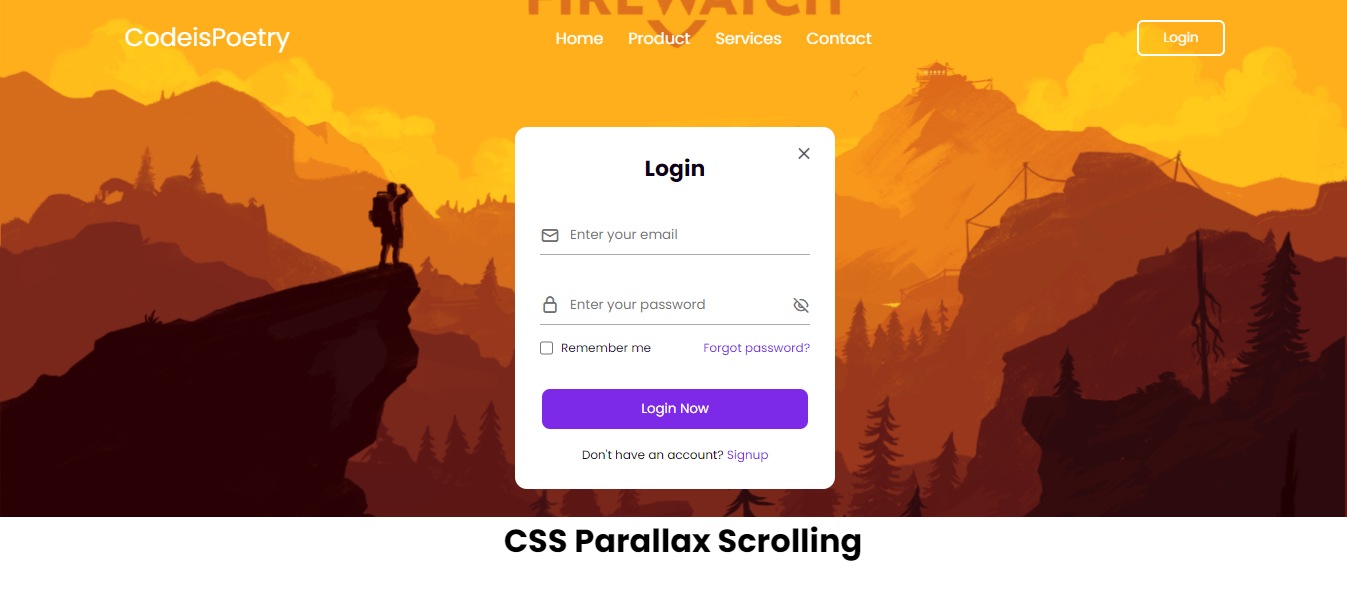 FIREWATCH
CodeisPoetry
Home Product Services Contact
Login
Login
Enter your email
Enter your password
Remember me Forgot password?
Login Now
Don't have an account? Signup
CSS Parallax Scrolling